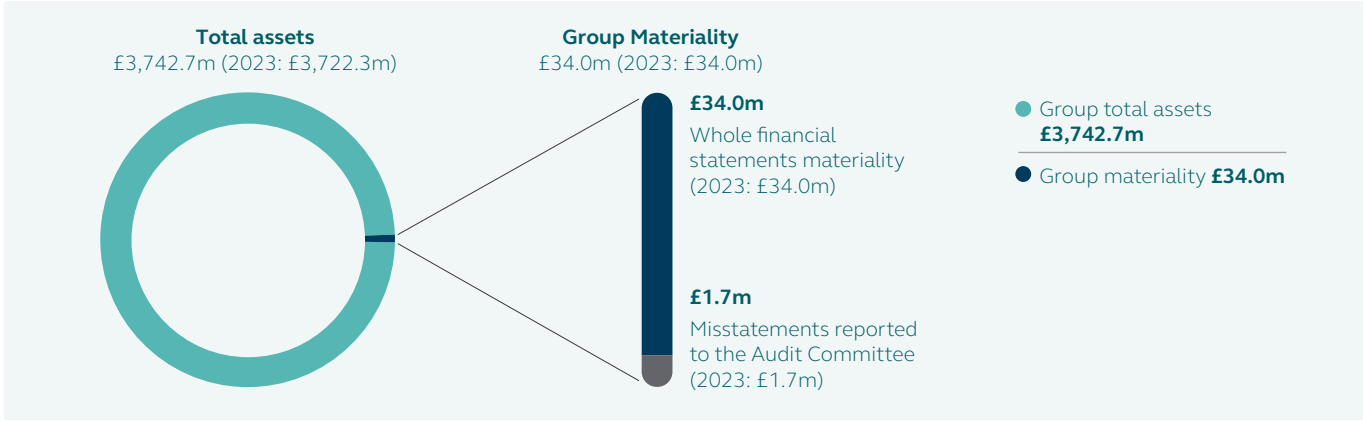 Total assets
£3,742.7m (2023: £3,722.3m)
Group Materiality
£34.0m (2023: £34.0m)
£34.0m
Whole financial
statements materiality
(2023: £34.0m)
£1.7m
Misstatements reported
to the Audit Committee
(2023: £1.7m)
Group total assets
£3,742.7m
Group materiality £34.0m